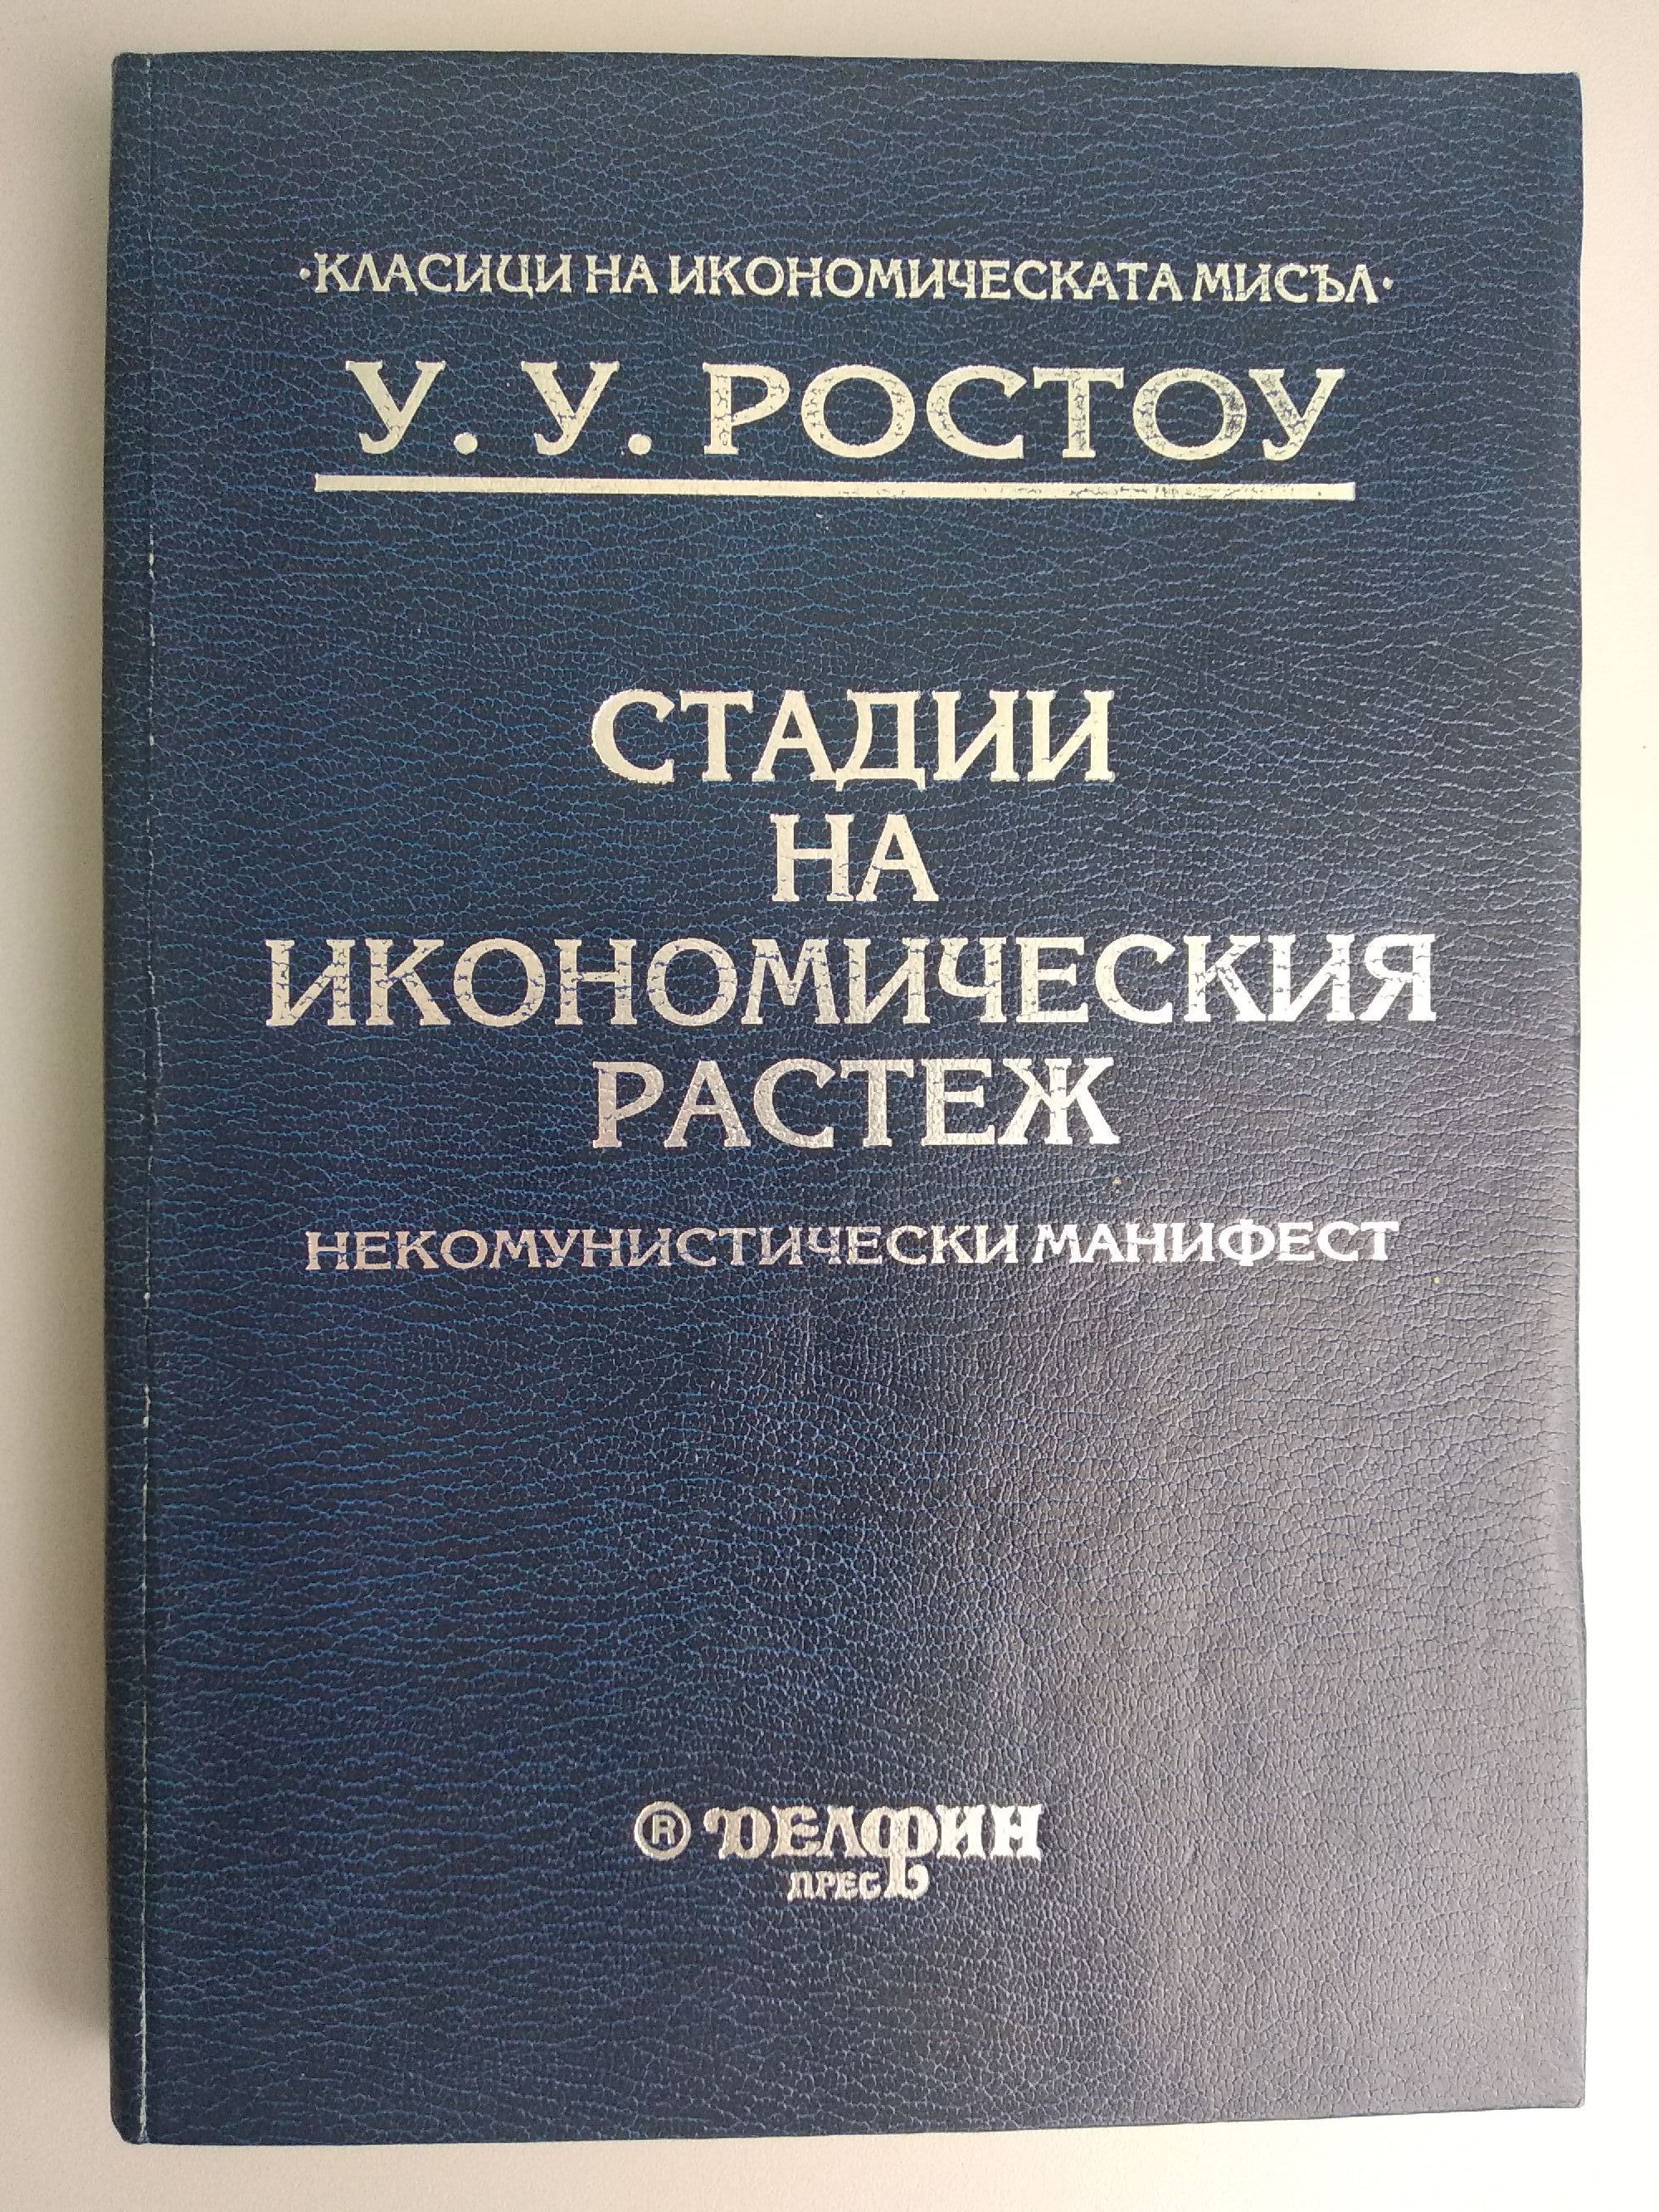 ·КЛАСИЦИ НА ИКОНОМИЧЕСКАТА МИСЪЛ·
У. У. РОСТОУ
СТАДИИ
НА
ИКОНОМИЧЕСКИЯ
РАСТЕЖ
НЕКОМУНИСТИЧЕСКИ МАНИФЕСТ
® ДЕЛФИН
ПРЕС